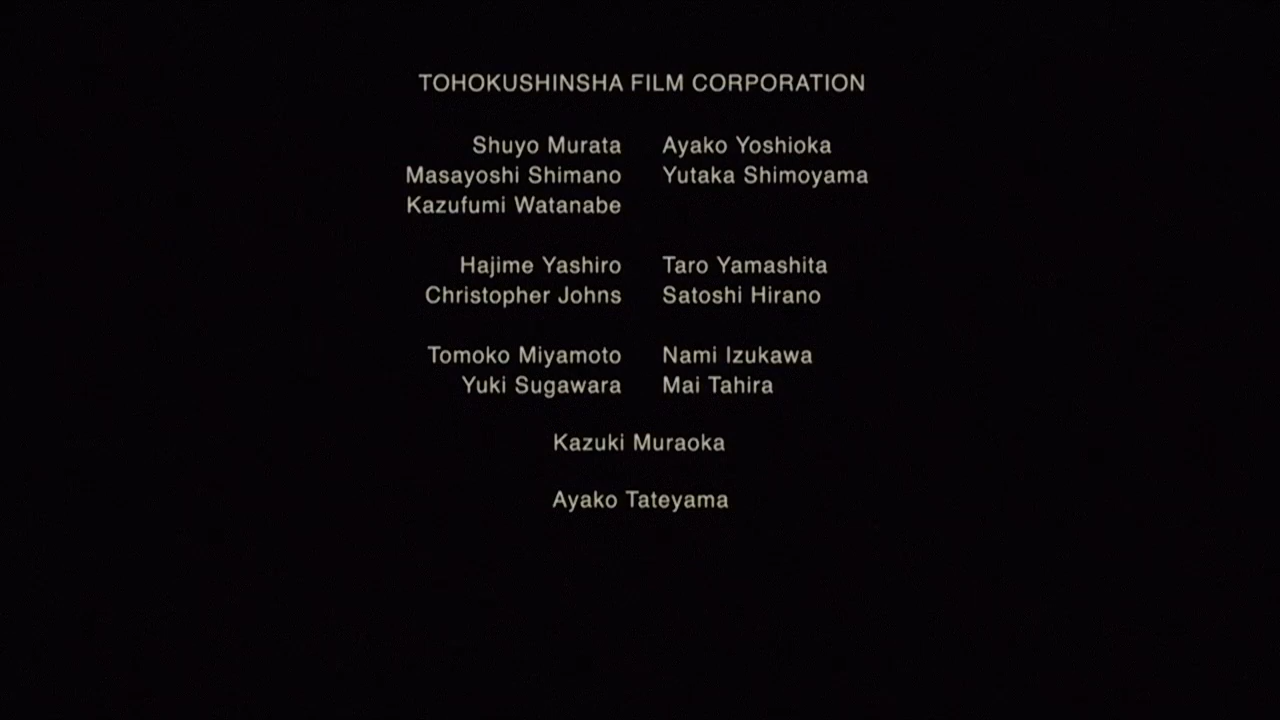 TOHOKUSHINSHA FILM CORPORATION
Shuyo Murata Ayako Yoshioka
Masayoshi Shimano Yutaka Shimoyama
Kazufumi Watanabe
Hajime Yashiro Taro Yamashita
Christopher Johns Satoshi Hirano
Tomoko Miyamoto Nami Izukawa
Yuki Sugawara Mai Tahira
Kazuki Muraoka
Ayako Tateyama